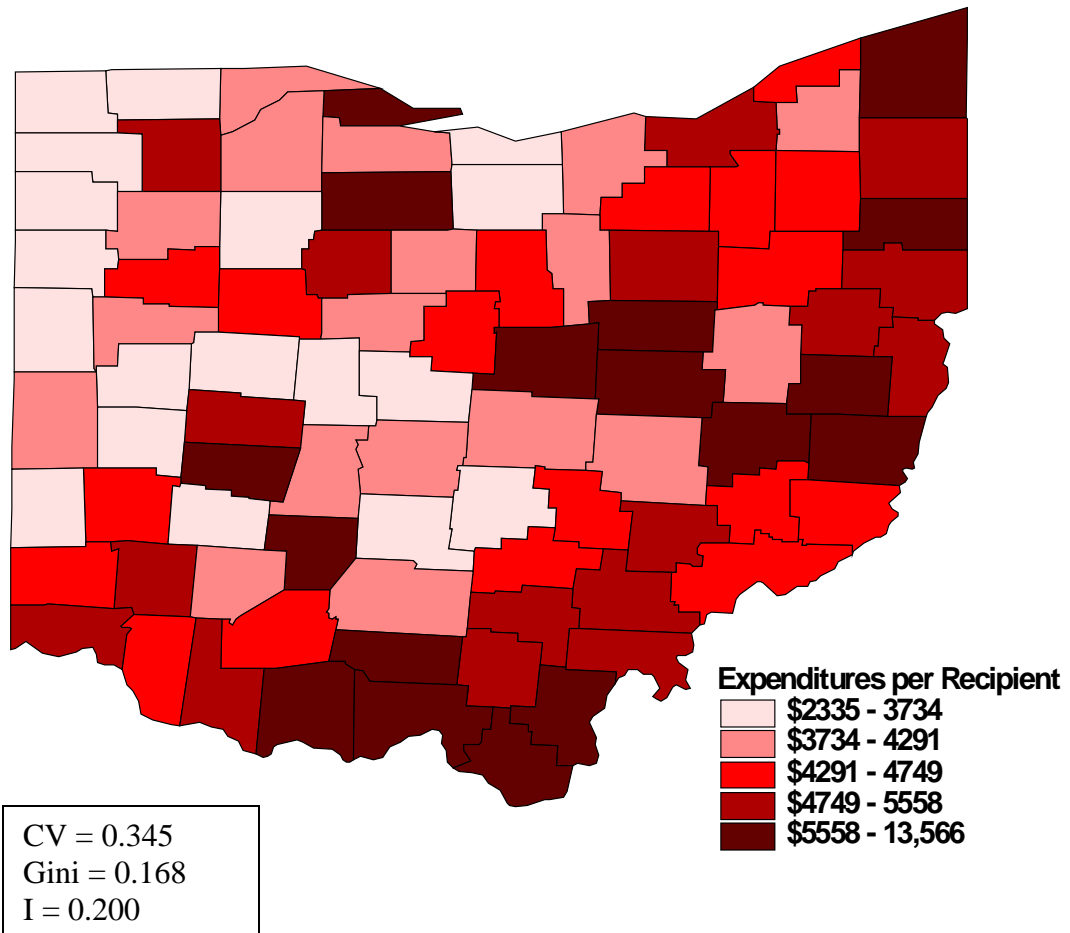 Expenditures per Recipient
$2335 - 3734
$3734 - 4291
$4291 - 4749
$4749 - 5558
$5558 - 13,566
CV = 0.345
Gini = 0.168
I = 0.200